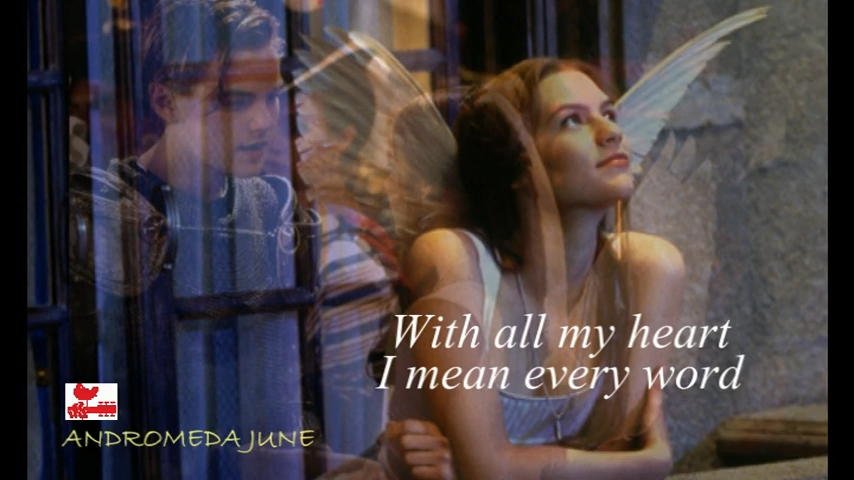 With all my heart
I mean every word
ANDROMEDA JUNE